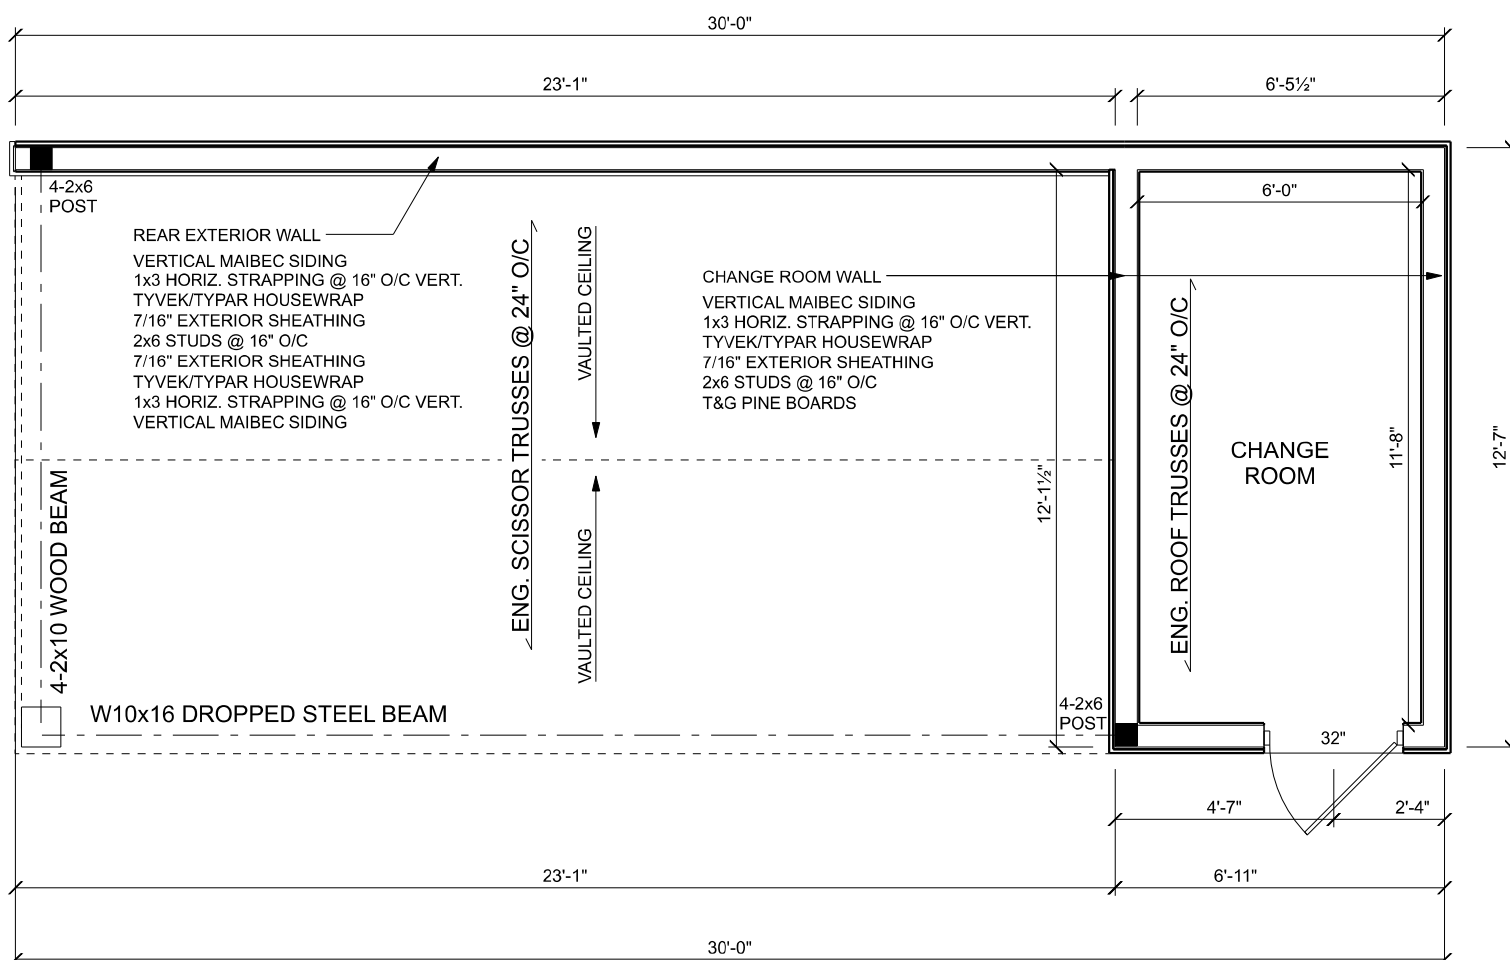 30'-0"
23'-1"
6'-5½"
4-2x6
POST
6'-0"
REAR EXTERIOR WALL
VERTICAL MAIBEC SIDING
1x3 HORIZ. STRAPPING @ 16" O/C VERT.
TYVEK/TYPAR HOUSEWRAP
7/16" EXTERIOR SHEATHING
2x6 STUDS @ 16" O/C
7/16" EXTERIOR SHEATHING
TYVEK/TYPAR HOUSEWRAP
1x3 HORIZ. STRAPPING @ 16" O/C VERT.
VERTICAL MAIBEC SIDING
ENG. SCISSOR TRUSSES @ 24" O/C
VAULTED CEILING
VAULTED CEILING
CHANGE ROOM WALL
VERTICAL MAIBEC SIDING
1x3 HORIZ. STRAPPING @ 16" O/C VERT.
TYVEK/TYPAR HOUSEWRAP
7/16" EXTERIOR SHEATHING
2x6 STUDS @ 16" O/C
T&G PINE BOARDS
ENG. ROOF TRUSSES @ 24" O/C
CHANGE
ROOM
11'-8"
12'-7"
12'-1½"
4-2x10 WOOD BEAM
W10x16 DROPPED STEEL BEAM
4-2x6
POST
32"
4'-7"
2'-4"
23'-1"
6'-11"
30'-0"